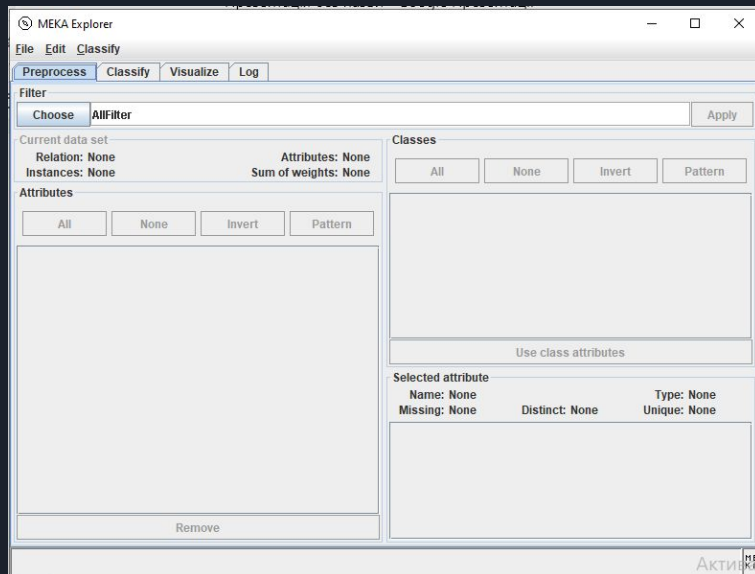 MEKA Explorer
File Edit Classify
Preprocess Classify Visualize Log
Filter
Choose AllFilter Apply
Current data set
Relation: None Attributes: None
Instances: None Sum of weights: None
Attributes
All None Invert Pattern
Remove
Classes
All None Invert Pattern
Use class attributes
Selected attribute
Name: None Type: None
Missing: None Distinct: None Unique: None